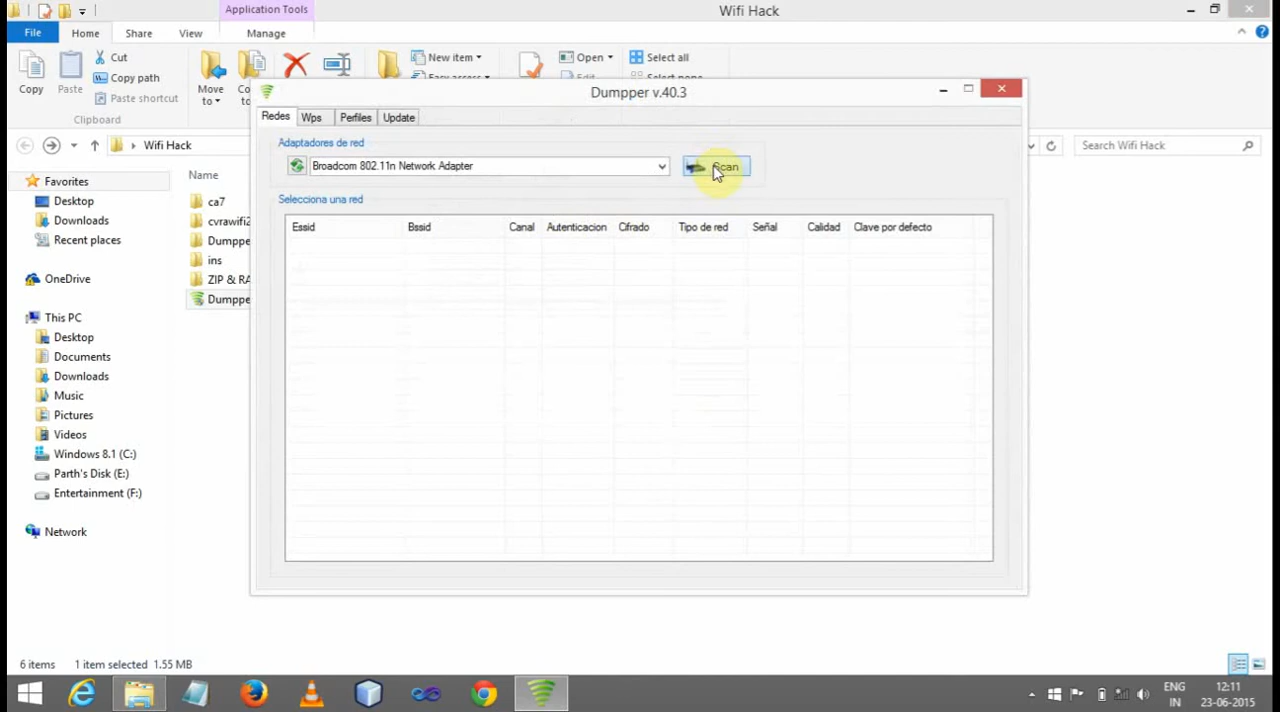 Application Tools
Wifi Hack
File
Home
Share
View
Manage
Copy
Paste
Cut
Copy path
Paste shortcut
Clipboard
Move
to
to
New item
Open
Select all
Dumpper v.40.3
Redes
Wps
Perfiles
Update
Wifi Hack
Search Wifi Hack
Adaptadores de red
Broadcom 802.11n Network Adapter
Scan
Selecciona una red
Essid
Bssid
Canal
Autenticacion
Cifrado
Tipo de red
Señal
Calidad
Clave por defecto
Favorites
Desktop
Downloads
Recent places
OneDrive
This PC
Desktop
Documents
Downloads
Music
Pictures
Videos
Windows 8.1 (C:)
Parth's Disk (E:)
Entertainment (F:)
Network
Name
ca7
cvrawifi2
Dumppe
ins
ZIP & RA
Dumppe
6 items
1 item selected 1.55 MB
ENG
IN
12:11
23-06-2015